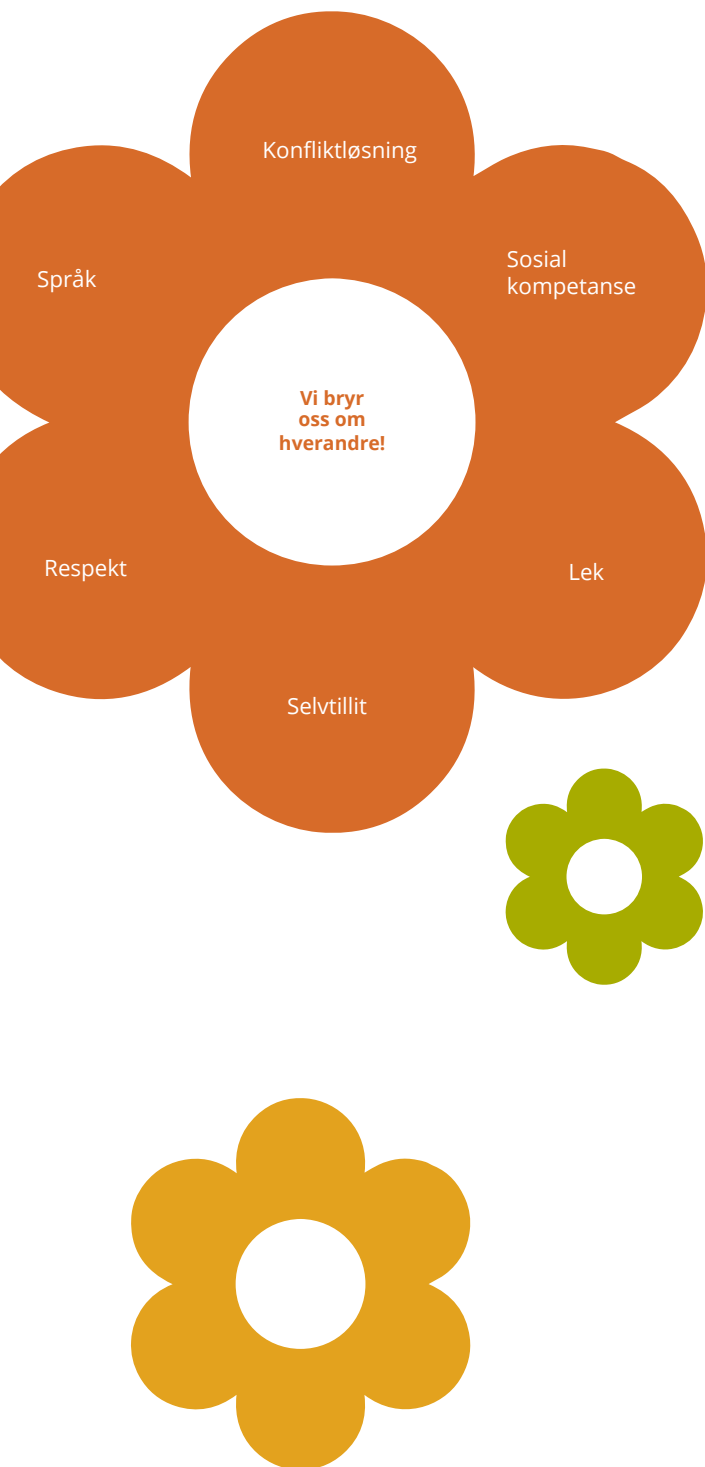 Konfliktløsning
Sosial
kompetanse
Språk
Vi bryr
oss om
hverandre!
Respekt
Lek
Selvtillit